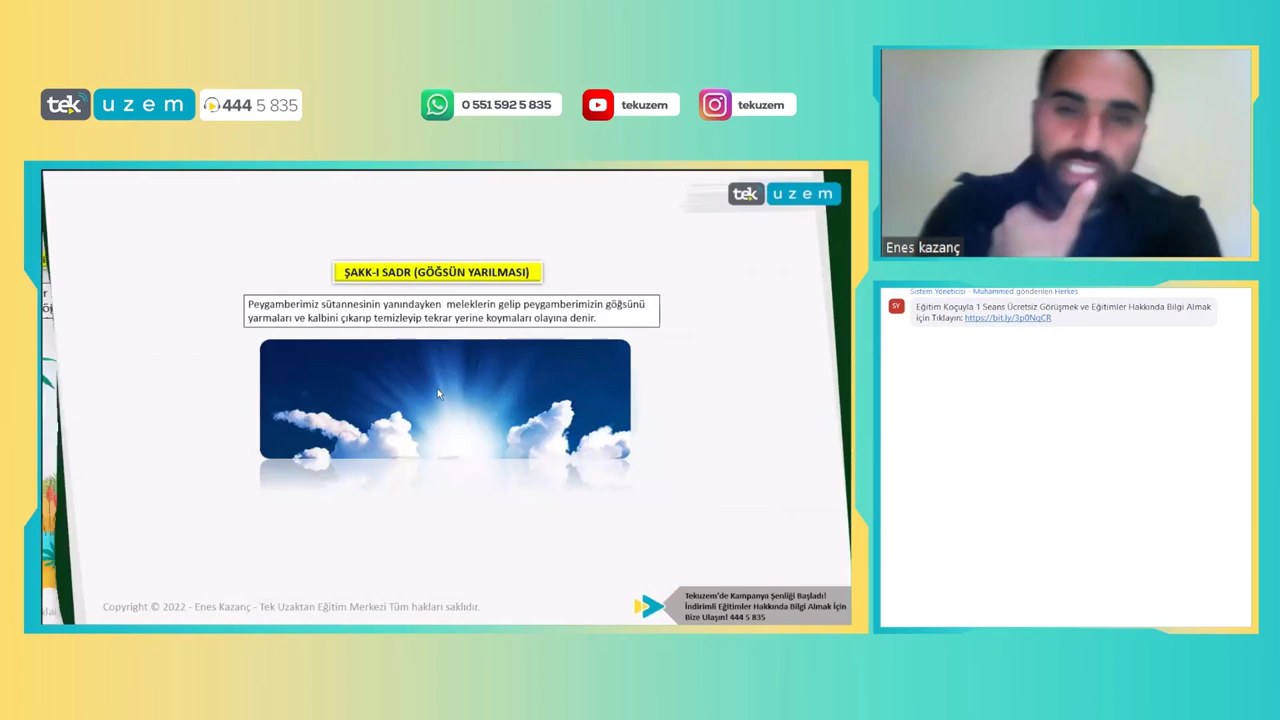 tek uzem 444 5 835
0 551 592 5 835
tekuzem
tekuzem
tek uzem
ŞAKK-I SADR (GÖĞSÜN YARILMASI)
Peygamberimiz sütannesinin yanındayken meleklerin gelip peygamberimizin göğsünü
yarmaları ve kalbini çıkarıp temizleyip tekrar yerine koymaları olayına denir.
Copyright © 2022 - Enes Kazanç - Tek Uzaktan Eğitim Merkezi Tüm hakları saklıdır.
Tekuzem'de Kampanya Şenliği Başladı!
İndirimli Eğitimler Hakkında Bilgi Almak İçin
Bize Ulaşın! 444 5 835
Enes kazanç
Sistem Yöneticisi - Muhammed gönderilen Herkes
SY
Eğitim Koçuyla 1 Seans Ücretsiz Görüşmek ve Eğitimler Hakkında Bilgi Almak
için Tıklayın: https://bit.ly/3p0NqCR